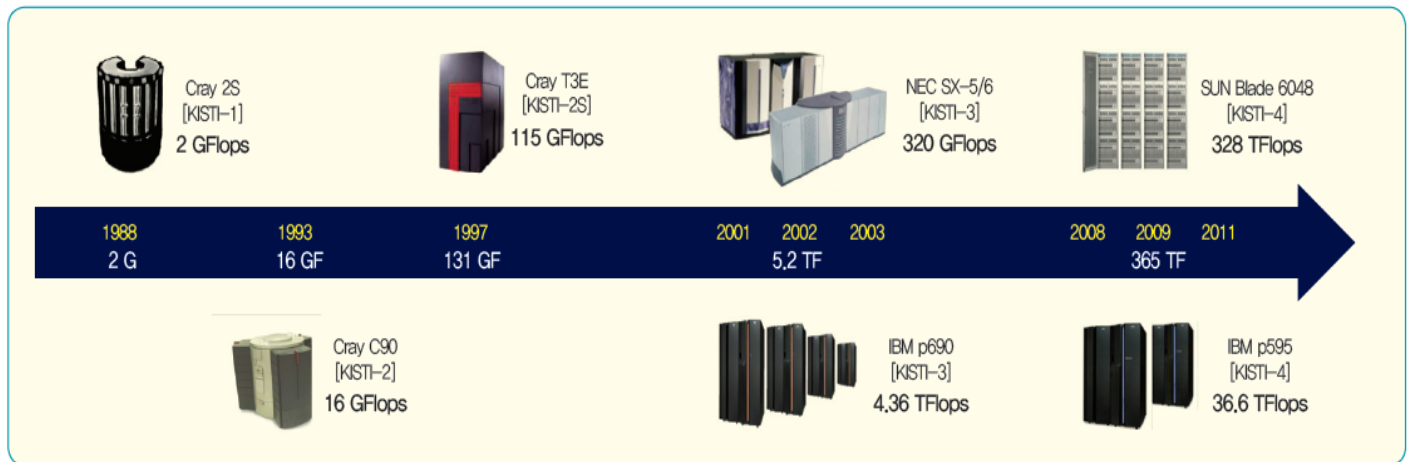 Cray 2S
[KISTI-1]
2 GFlops
Cray T3E
[KISTI-2S]
115 GFlops
NEC SX-5/6
[KISTI-3]
320 GFlops
SUN Blade 6048
[KISTI-4]
328 TFlops
1988 1993 1997 2001 2002 2003 2008 2009 2011
2 G 16 GF 131 GF 5.2 TF 365 TF
Cray C90
[KISTI-2]
16 GFlops
IBM p690
[KISTI-3]
4.36 TFlops
IBM p595
[KISTI-4]
36.6 TFlops